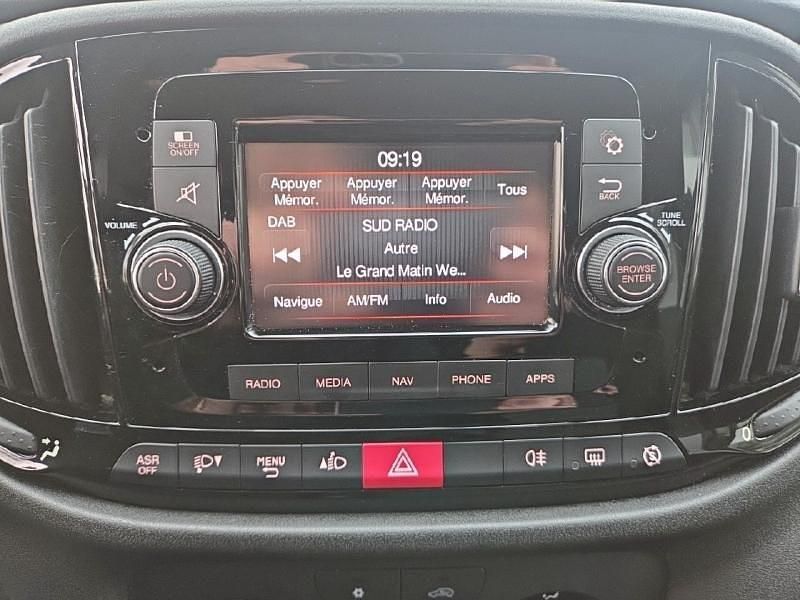 SCREEN
ON/OFF
VOLUME
09:19
Appuyer Appuyer Appuyer Tous
Mémor. Mémor. Mémor.
DAB
SUD RADIO
Autre
Le Grand Matin We...
Navigue AM/FM Info Audio
BACK
TUNE
SCROLL
BROWSE
ENTER
RADIO MEDIA NAV PHONE APPS
ASR
OFF
MENU
0